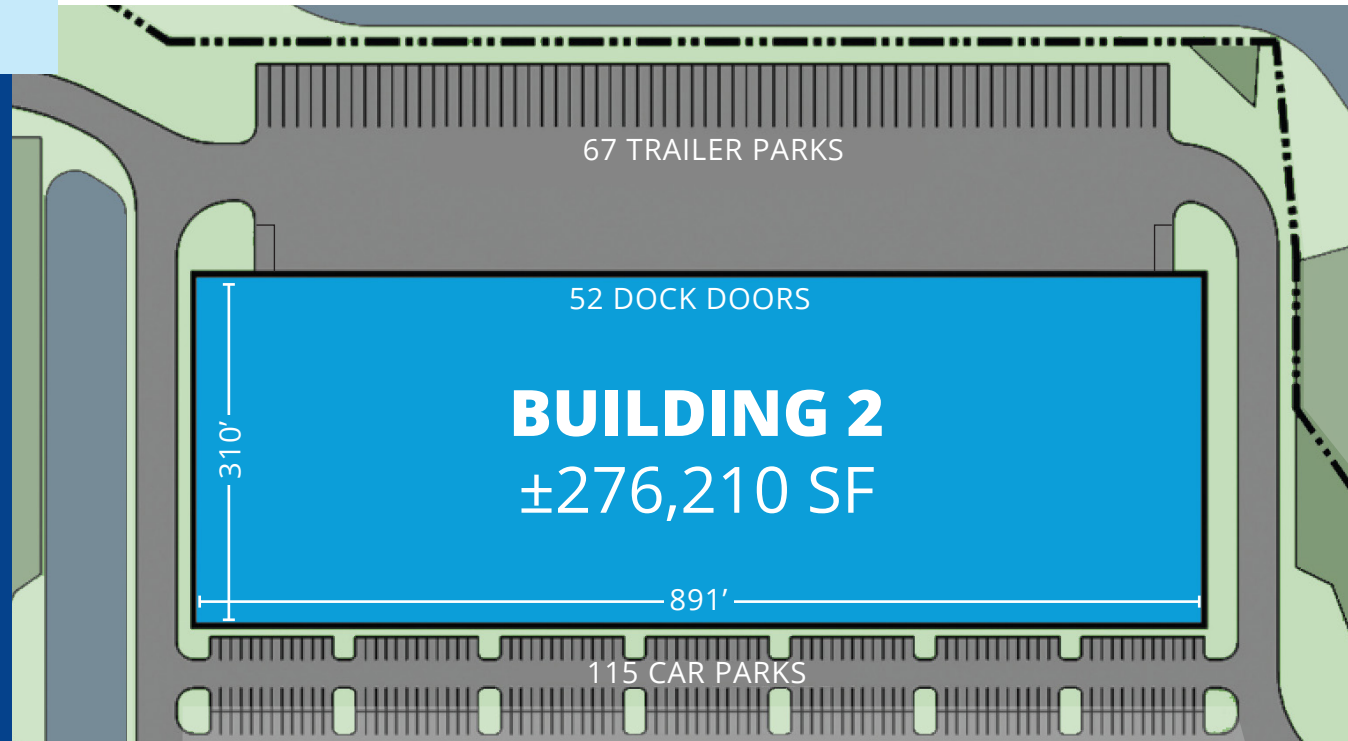 67 TRAILER PARKS
52 DOCK DOORS
BUILDING 2
±276,210 SF
310’
891’
115 CAR PARKS